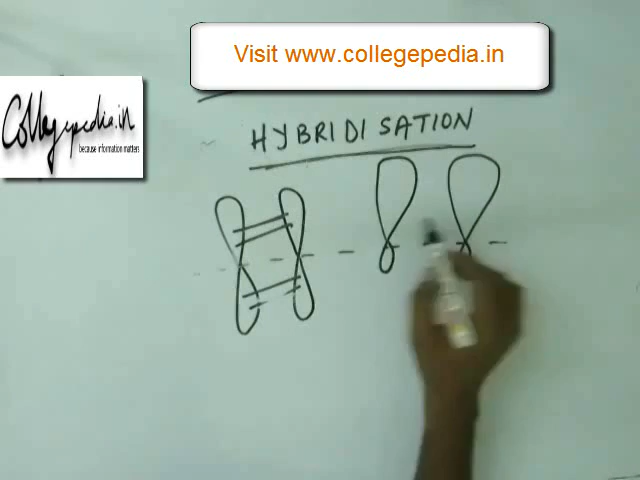 Visit www.collegepedia.in
Collegepedia.in
because information matters
HYBRIDISATION